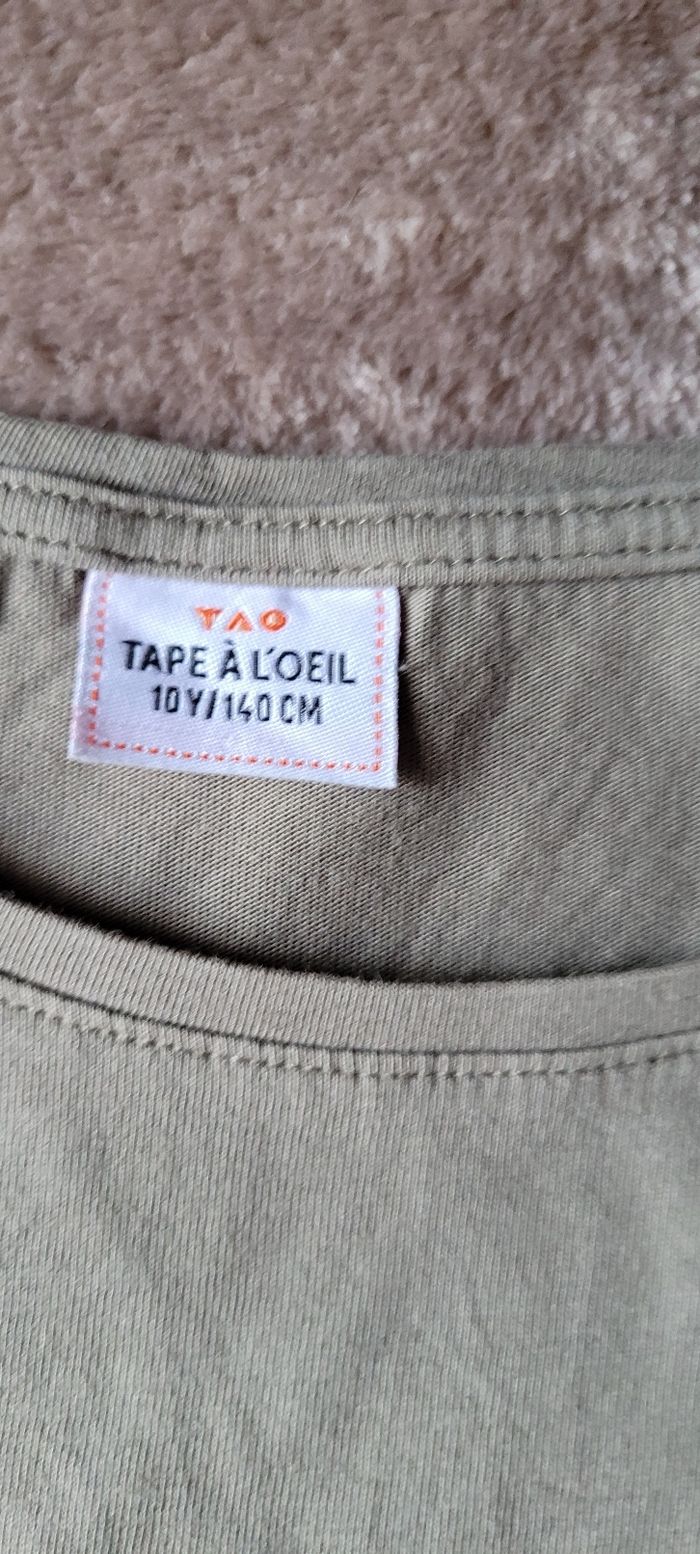 TAO
TAPE À L'OEIL
10Y/140 CM